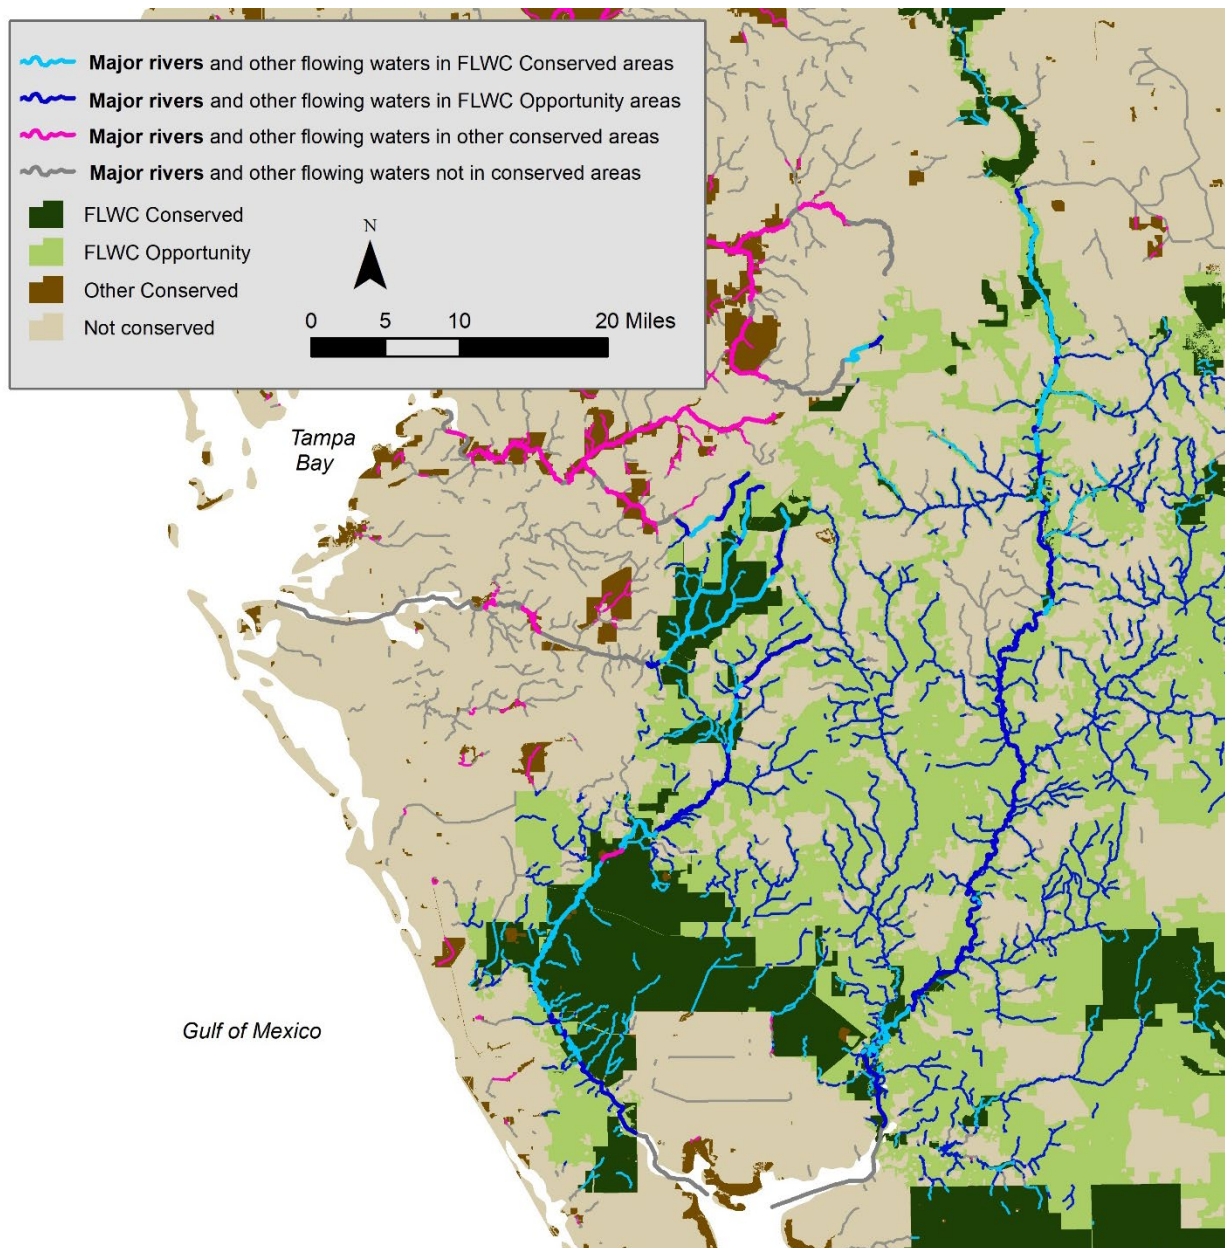 Major rivers and other flowing waters in FLWC Conserved areas
Major rivers and other flowing waters in FLWC Opportunity areas
Major rivers and other flowing waters in other conserved areas
Major rivers and other flowing waters not in conserved areas
FLWC Conserved
FLWC Opportunity
Other Conserved
Not conserved
N
0 5 10 20 Miles
Tampa
Bay
Gulf of Mexico